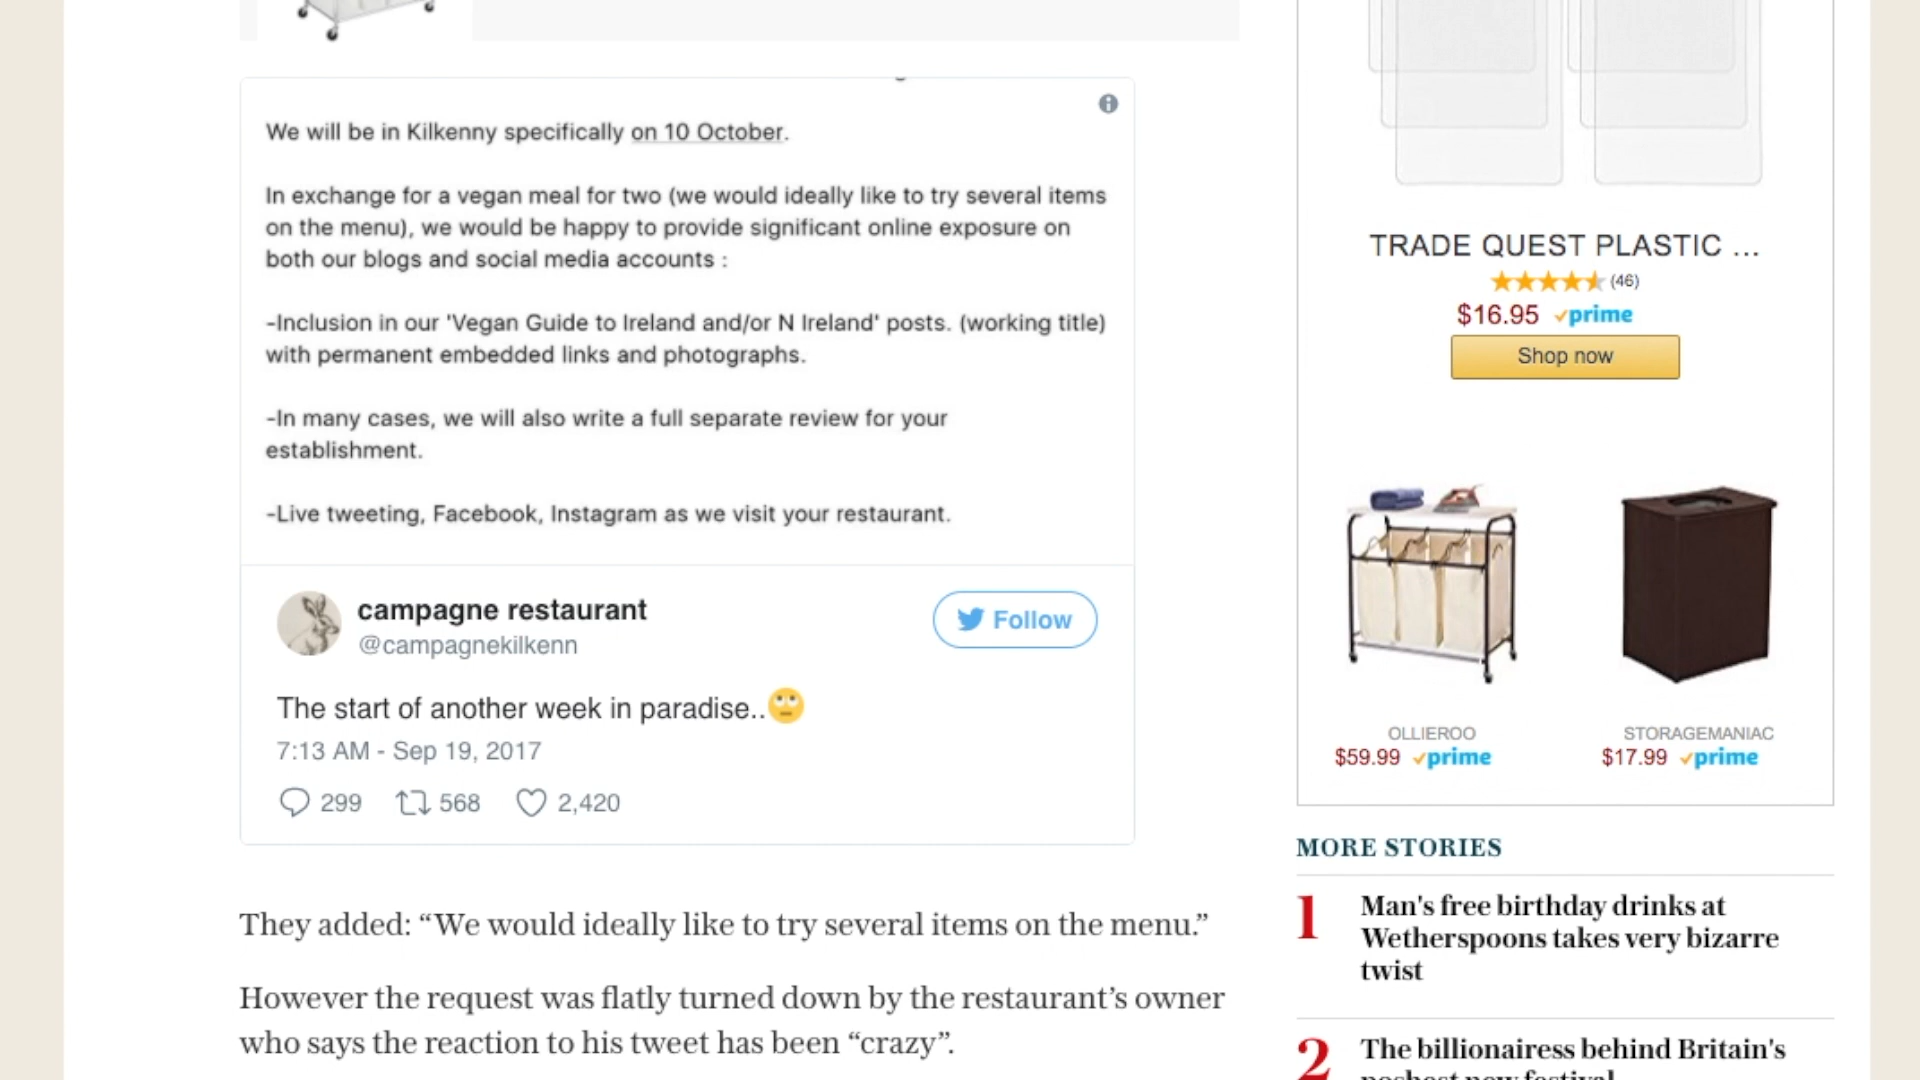 We will be in Kilkenny specifically on 10 October.
In exchange for a vegan meal for two (we would ideally like to try several items
on the menu), we would be happy to provide significant online exposure on
both our blogs and social media accounts :
-Inclusion in our 'Vegan Guide to Ireland and/or N Ireland' posts. (working title)
with permanent embedded links and photographs.
-In many cases, we will also write a full separate review for your
establishment.
-Live tweeting, Facebook, Instagram as we visit your restaurant.
campagne restaurant
@campagnekilkenn
Follow
The start of another week in paradise..🙄
7:13 AM - Sep 19, 2017
299 568 2,420
They added: “We would ideally like to try several items on the menu.”
However the request was flatly turned down by the restaurant’s owner
who says the reaction to his tweet has been “crazy”.
TRADE QUEST PLASTIC ...
(46)
$16.95 prime
Shop now
OLLIEROO
$59.99 prime
STORAGEMANIAC
$17.99 prime
MORE STORIES
1 Man's free birthday drinks at
Wetherspoons takes very bizarre
twist
2 The billionairess behind Britain's
poshest new festival